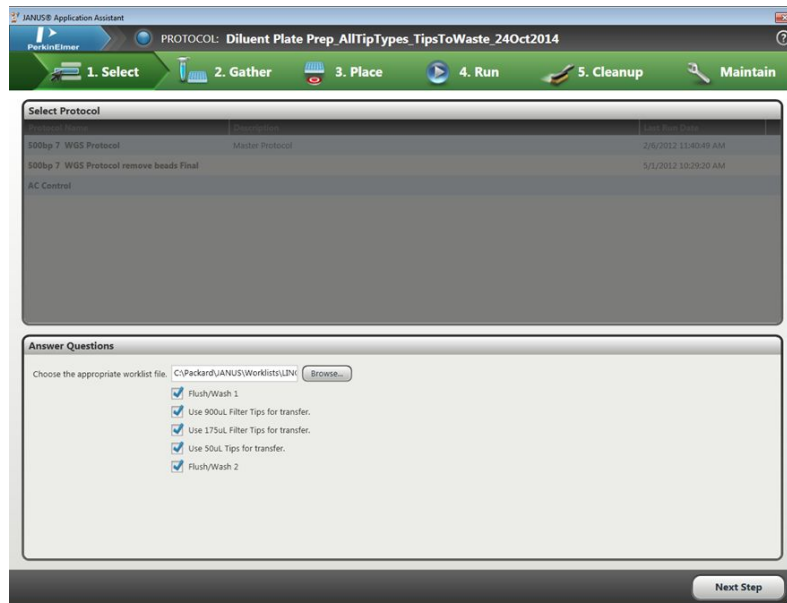 JANUS® Application Assistant
PerkinElmer
PROTOCOL: Diluent Plate Prep_AllTipTypes_TipsToWaste_24Oct2014
?
1. Select 2. Gather 3. Place 4. Run 5. Cleanup Maintain
Select Protocol
Protocol Name Description Last Run Date
500bp 7 WGS Protocol Master Protocol 2/6/2012 11:40:49 AM
500bp 7 WGS Protocol remove beads Final 5/1/2012 10:29:20 AM
AC Control
Answer Questions
Choose the appropriate worklist file. C:\Packard\JANUS\Worklists\LIN Browse...
Flush/Wash 1
Use 900uL Filter Tips for transfer.
Use 175uL Filter Tips for transfer.
Use 50uL Tips for transfer.
Flush/Wash 2
Next Step